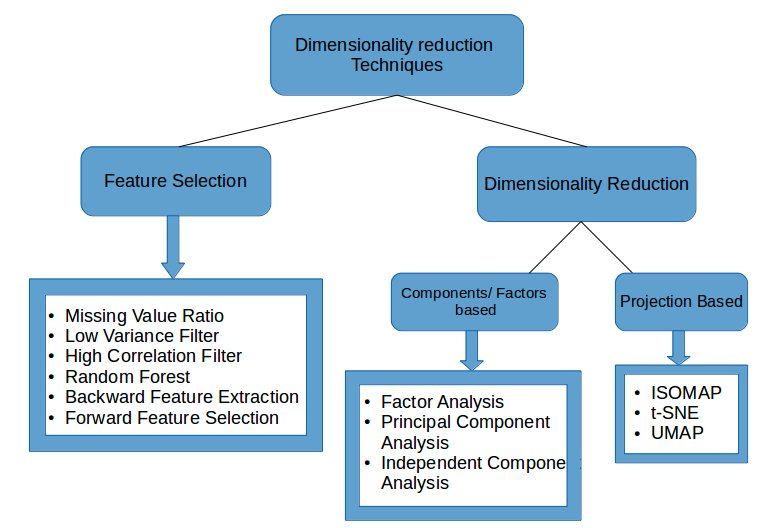 Dimensionality reduction
Techniques
Feature Selection
Dimensionality Reduction
• Missing Value Ratio
• Low Variance Filter
• High Correlation Filter
• Random Forest
• Backward Feature Extraction
• Forward Feature Selection
Components/ Factors
based
• Factor Analysis
• Principal Component
Analysis
• Independent Compone
Analysis
Projection Based
• ISOMAP
• t-SNE
• UMAP